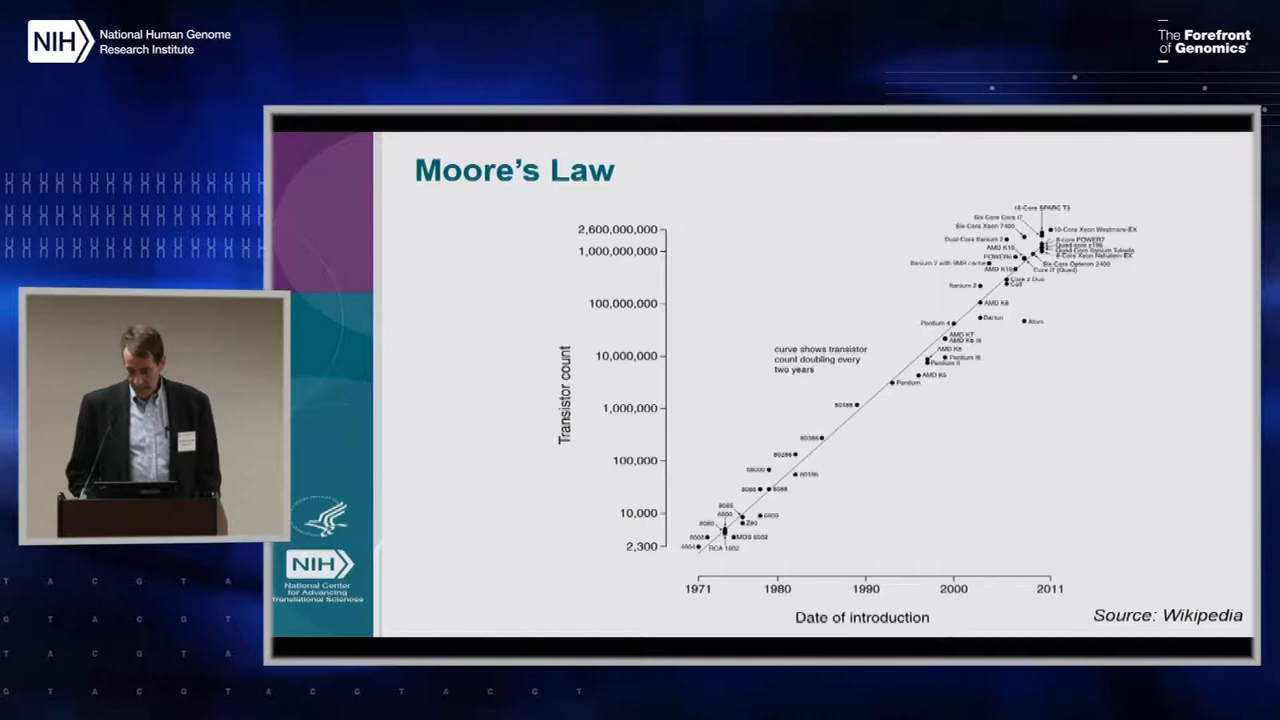 NIH
National Human Genome
Research Institute
The Forefront
of Genomics
Moore's Law
16-Core SPARC T3
Six-Core Core i7
Six-Core Xeon 7400
10-Core Xeon Westmere-EX
Dual-Core Itanium 2
8-core POWER7
Quad-core z196
AMD K10
Quad-Core Itanium Tukwila
8-Core Xeon Nehalem-EX
POWER6
Itanium 2 with 9MB cache
Six-Core Opteron 2400
AMD K10
Core i7 (Quad)
Core 2 Duo
Cell
Itanium 2
AMD K8
Pentium 4
Barton
Atom
AMD K7
AMD K6-III
AMD K6
Pentium III
Pentium II
AMD K5
Pentium
80486
80386
80286
68000
80186
8086
8088
8085
6800
6809
8080
Z80
8008
MOS 6502
4004
RCA 1802
2,600,000,000
1,000,000,000
100,000,000
10,000,000
1,000,000
100,000
10,000
2,300
Transistor count
curve shows transistor
count doubling every
two years
1971
1980
1990
2000
2011
Date of introduction
Source: Wikipedia
NIH
National Center
for Advancing
Translational Sciences
T A C G T A
G T A C G T A C G T A C G T